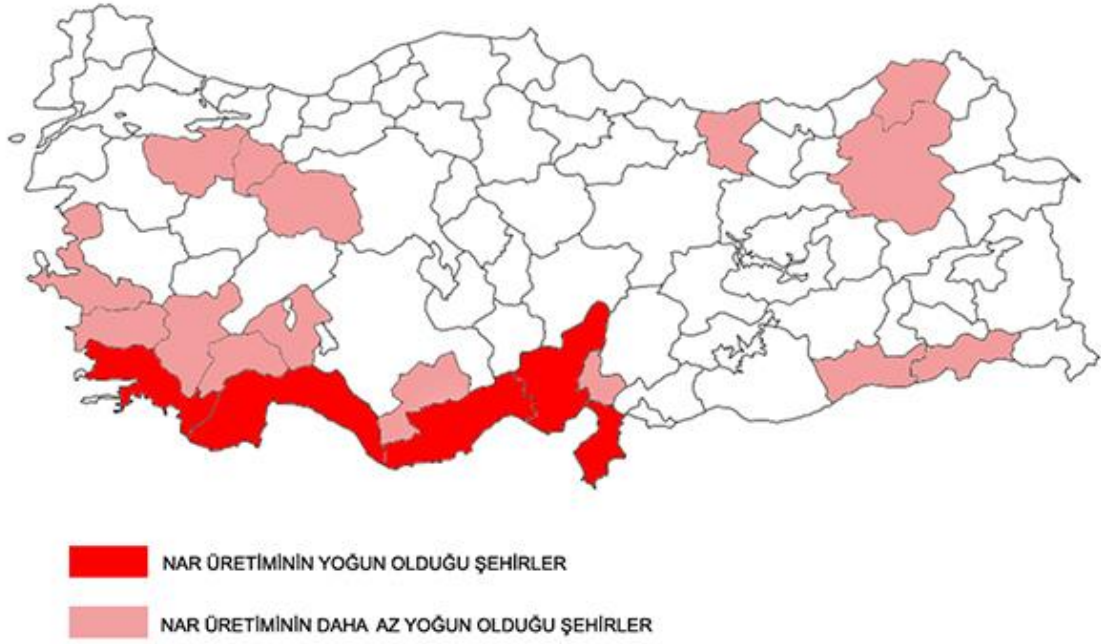 NAR ÜRETİMİNİN YOĞUN OLDUĞU ŞEHİRLER
NAR ÜRETİMİNİN DAHA AZ YOĞUN OLDUĞU ŞEHİRLER